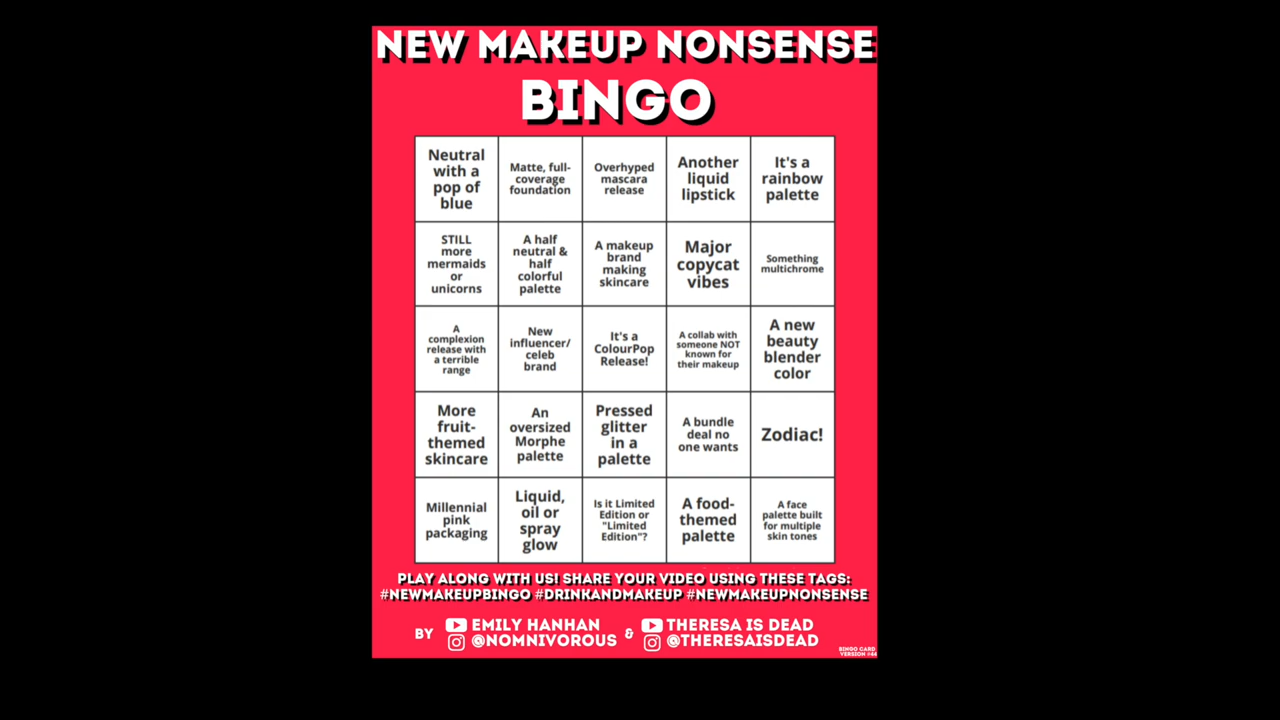 NEW MAKEUP NONSENSE
BINGO
Neutral
with a
pop of
blue
Matte, full-
coverage
foundation
Overhyped
mascara
release
Another
liquid
lipstick
It's a
rainbow
palette
STILL
more
mermaids
or
unicorns
A half
neutral &
half
colorful
palette
A makeup
brand
making
skincare
Major
copycat
vibes
Something
multichrome
A
complexion
release with
a terrible
range
New
influencer/
celeb
brand
It's a
ColourPop
Release!
A collab with
someone NOT
known for
their makeup
A new
beauty
blender
color
More
fruit-
themed
skincare
An
oversized
Morphe
palette
Pressed
glitter
in a
palette
A bundle
deal no
one wants
Zodiac!
Millennial
pink
packaging
Liquid,
oil or
spray
glow
Is it Limited
Edition or
"Limited
Edition"?
A food-
themed
palette
A face
palette built
for multiple
skin tones
PLAY ALONG WITH US! SHARE YOUR VIDEO USING THESE TAGS:
#NEWMAKEUPBINGO #DRINKANDMAKEUP #NEWMAKEUPNONSENSE
BY
EMILY HANHAN
@NOMNIVOROUS
&
THERESA IS DEAD
@THERESAISDEAD
BINGO CARD
VERSION #44